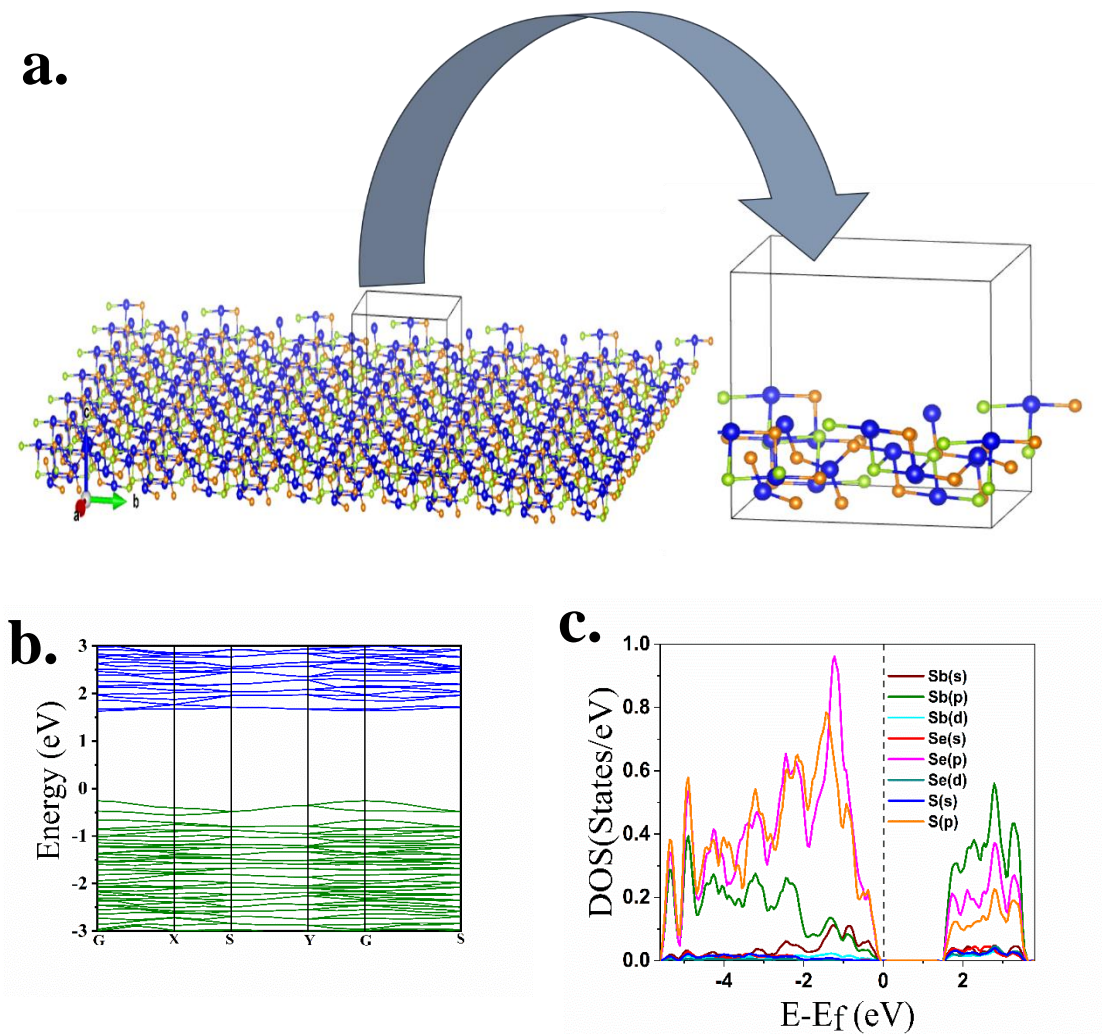 a.
c
a
b
b.
Energy (eV)
3
2
1
0
-1
-2
-3
G X S Y G S
c.
DOS(States/eV)
1.0
0.8
0.6
0.4
0.2
0.0
Sb(s)
Sb(p)
Sb(d)
Se(s)
Se(p)
Se(d)
S(s)
S(p)
-4 -2 0 2
E-Ef (eV)